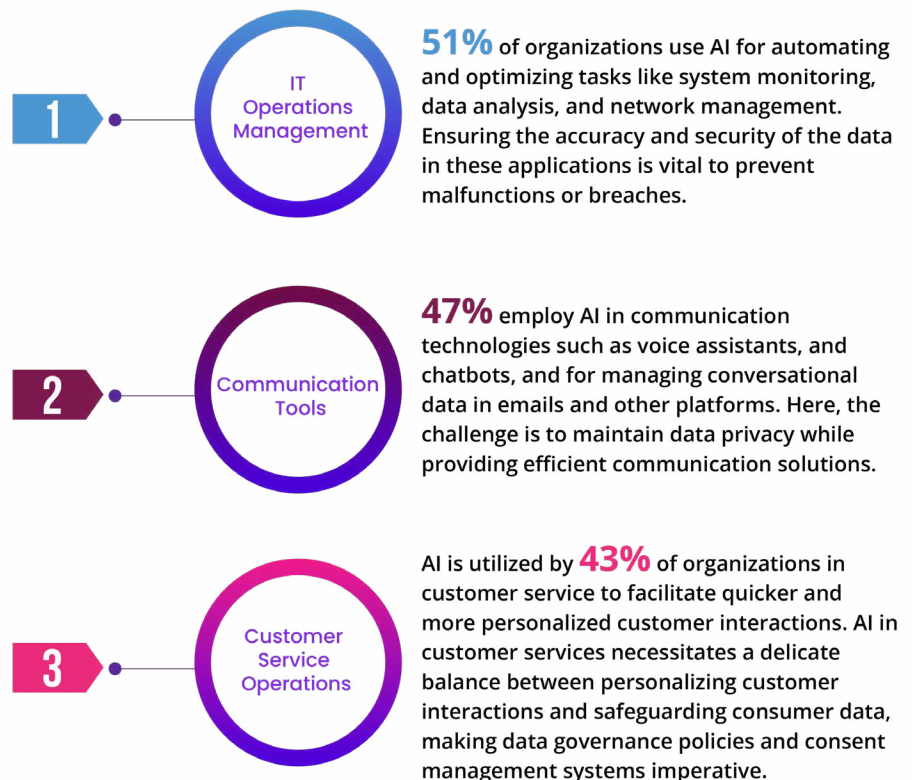 1
IT
Operations
Management
51% of organizations use AI for automating
and optimizing tasks like system monitoring,
data analysis, and network management.
Ensuring the accuracy and security of the data
in these applications is vital to prevent
malfunctions or breaches.
2
Communication
Tools
47% employ AI in communication
technologies such as voice assistants, and
chatbots, and for managing conversational
data in emails and other platforms. Here, the
challenge is to maintain data privacy while
providing efficient communication solutions.
3
Customer
Service
Operations
AI is utilized by 43% of organizations in
customer service to facilitate quicker and
more personalized customer interactions. AI in
customer services necessitates a delicate
balance between personalizing customer
interactions and safeguarding consumer data,
making data governance policies and consent
management systems imperative.